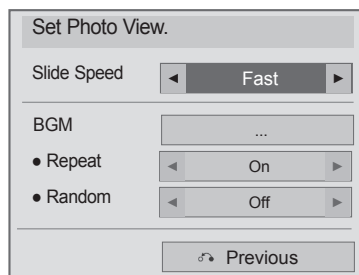 Set Photo View.
Slide Speed ◄ Fast ►
BGM ...
● Repeat ◄ On ►
● Random ◄ Off ►
Previous